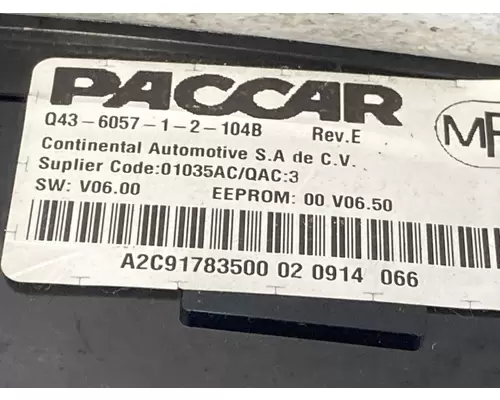 PACCAR
Q43-6057-1-2-104B Rev.E
Continental Automotive S.A de C.V.
Suplier Code:01035AC/QAC:3
SW: V06.00 EEPROM: 00 V06.50
A2C91783500 02 0914 066